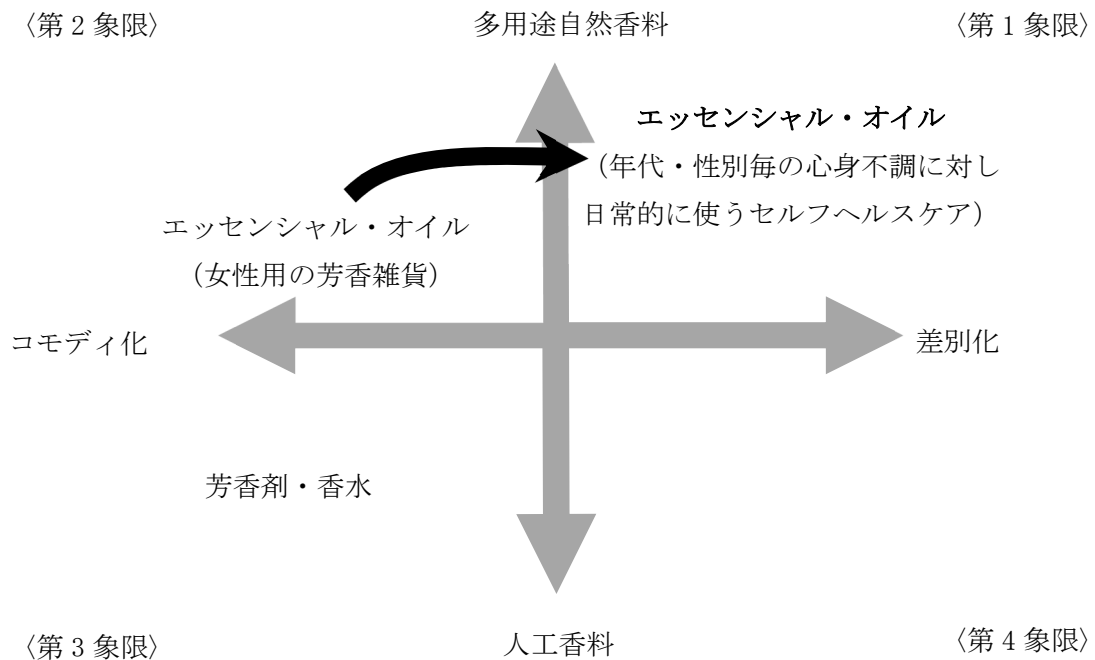 〈第 2 象限〉
多用途自然香料
〈第 1 象限〉
エッセンシャル・オイル
（年代・性別毎の心身不調に対し
日常的に使うセルフヘルスケア）
エッセンシャル・オイル
（女性用の芳香雑貨）
コモディ化
差別化
芳香剤・香水
〈第 3 象限〉
人工香料
〈第 4 象限〉